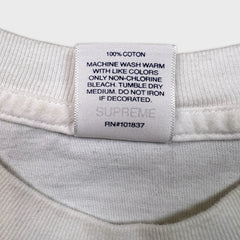 100% COTON
MACHINE WASH WARM
WITH LIKE COLORS
ONLY NON-CHLORINE
BLEACH. TUMBLE DRY
MEDIUM. DO NOT IRON
IF DECORATED.
SUPREME
RN#101837